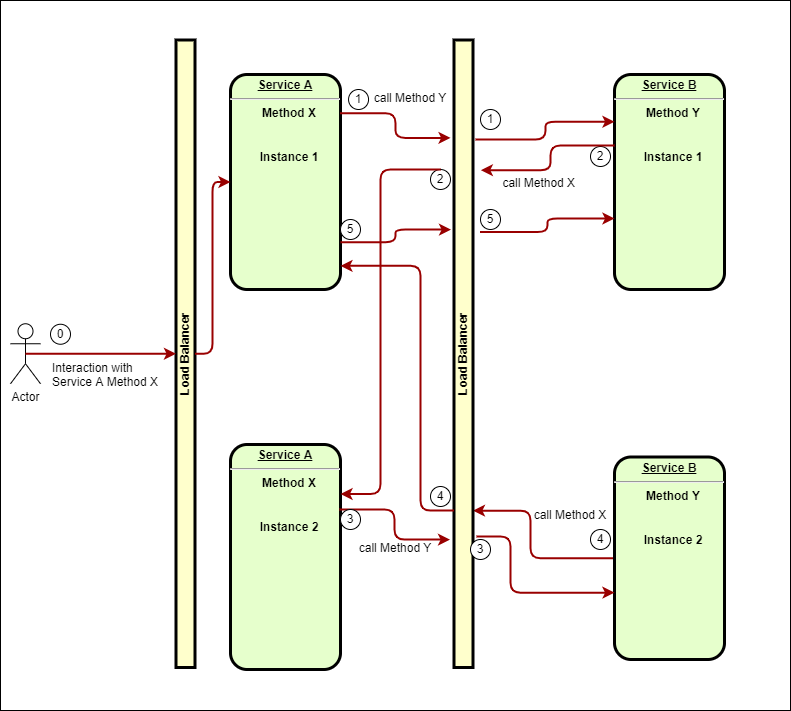 Service A
Method X
Instance 1
1
call Method Y
1
Service B
Method Y
Instance 1
2
call Method X
2
5
5
0
Interaction with
Service A Method X
Actor
Load Balancer
Load Balancer
Service A
Method X
Instance 2
3
call Method Y
4
3
call Method X
4
Service B
Method Y
Instance 2